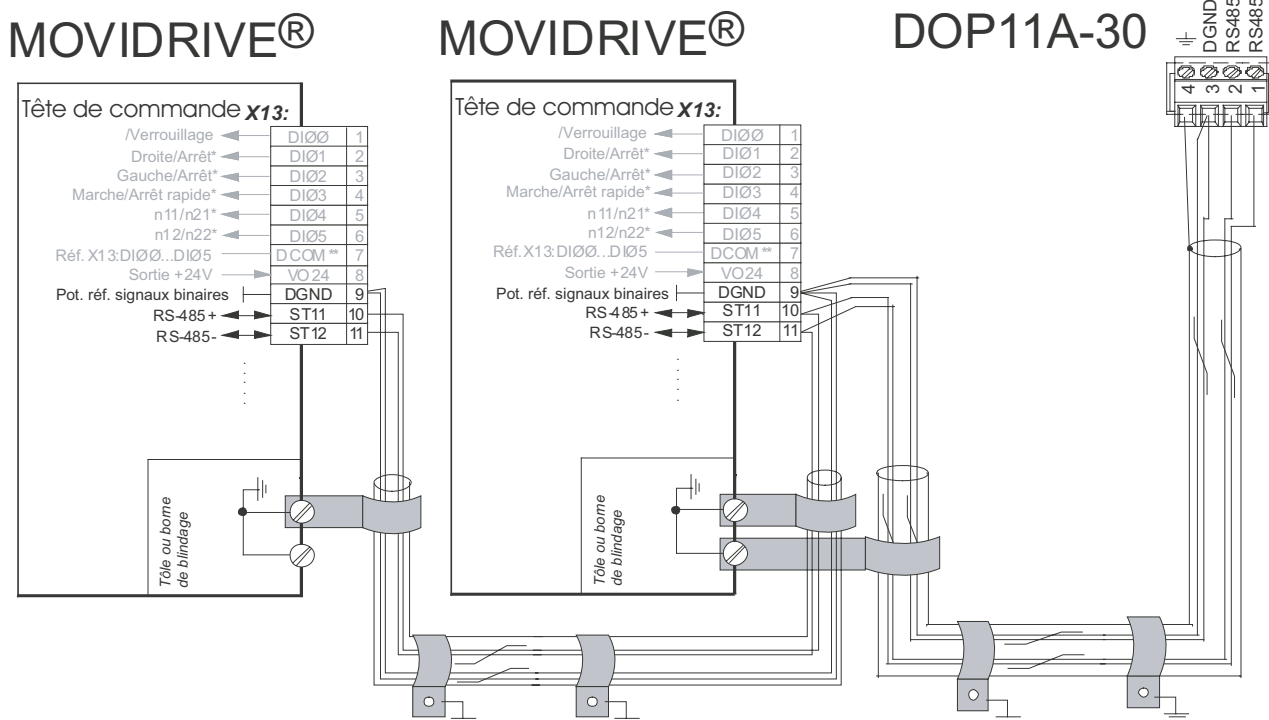 MOVIDRIVE®
MOVIDRIVE®
DOP11A-30
DGND
RS485
RS485
4 3 2 1
Tête de commande X13:
/Verrouillage DIØØ 1
Droite/Arrêt* DIØ1 2
Gauche/Arrêt* DIØ2 3
Marche/Arrêt rapide* DIØ3 4
n11/n21* DIØ4 5
n12/n22* DIØ5 6
Réf. X13:DIØØ...DIØ5 DCOM** 7
Sortie +24V VO24 8
Pot. réf. signaux binaires DGND 9
RS-485+ ST11 10
RS-485- ST12 11
Tôle ou borne
de blindage
Tête de commande X13:
/Verrouillage DIØØ 1
Droite/Arrêt* DIØ1 2
Gauche/Arrêt* DIØ2 3
Marche/Arrêt rapide* DIØ3 4
n11/n21* DIØ4 5
n12/n22* DIØ5 6
Réf. X13:DIØØ...DIØ5 DCOM** 7
Sortie +24V VO24 8
Pot. réf. signaux binaires DGND 9
RS-485+ ST11 10
RS-485- ST12 11
Tôle ou borne
de blindage